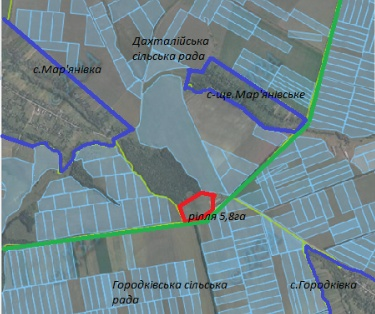 Дахталійська
сільська рада
с.Мар'янівка
с-ще.Мар'янівське
рілля 5,8га
Городківська сільська
рада
с.Городківка